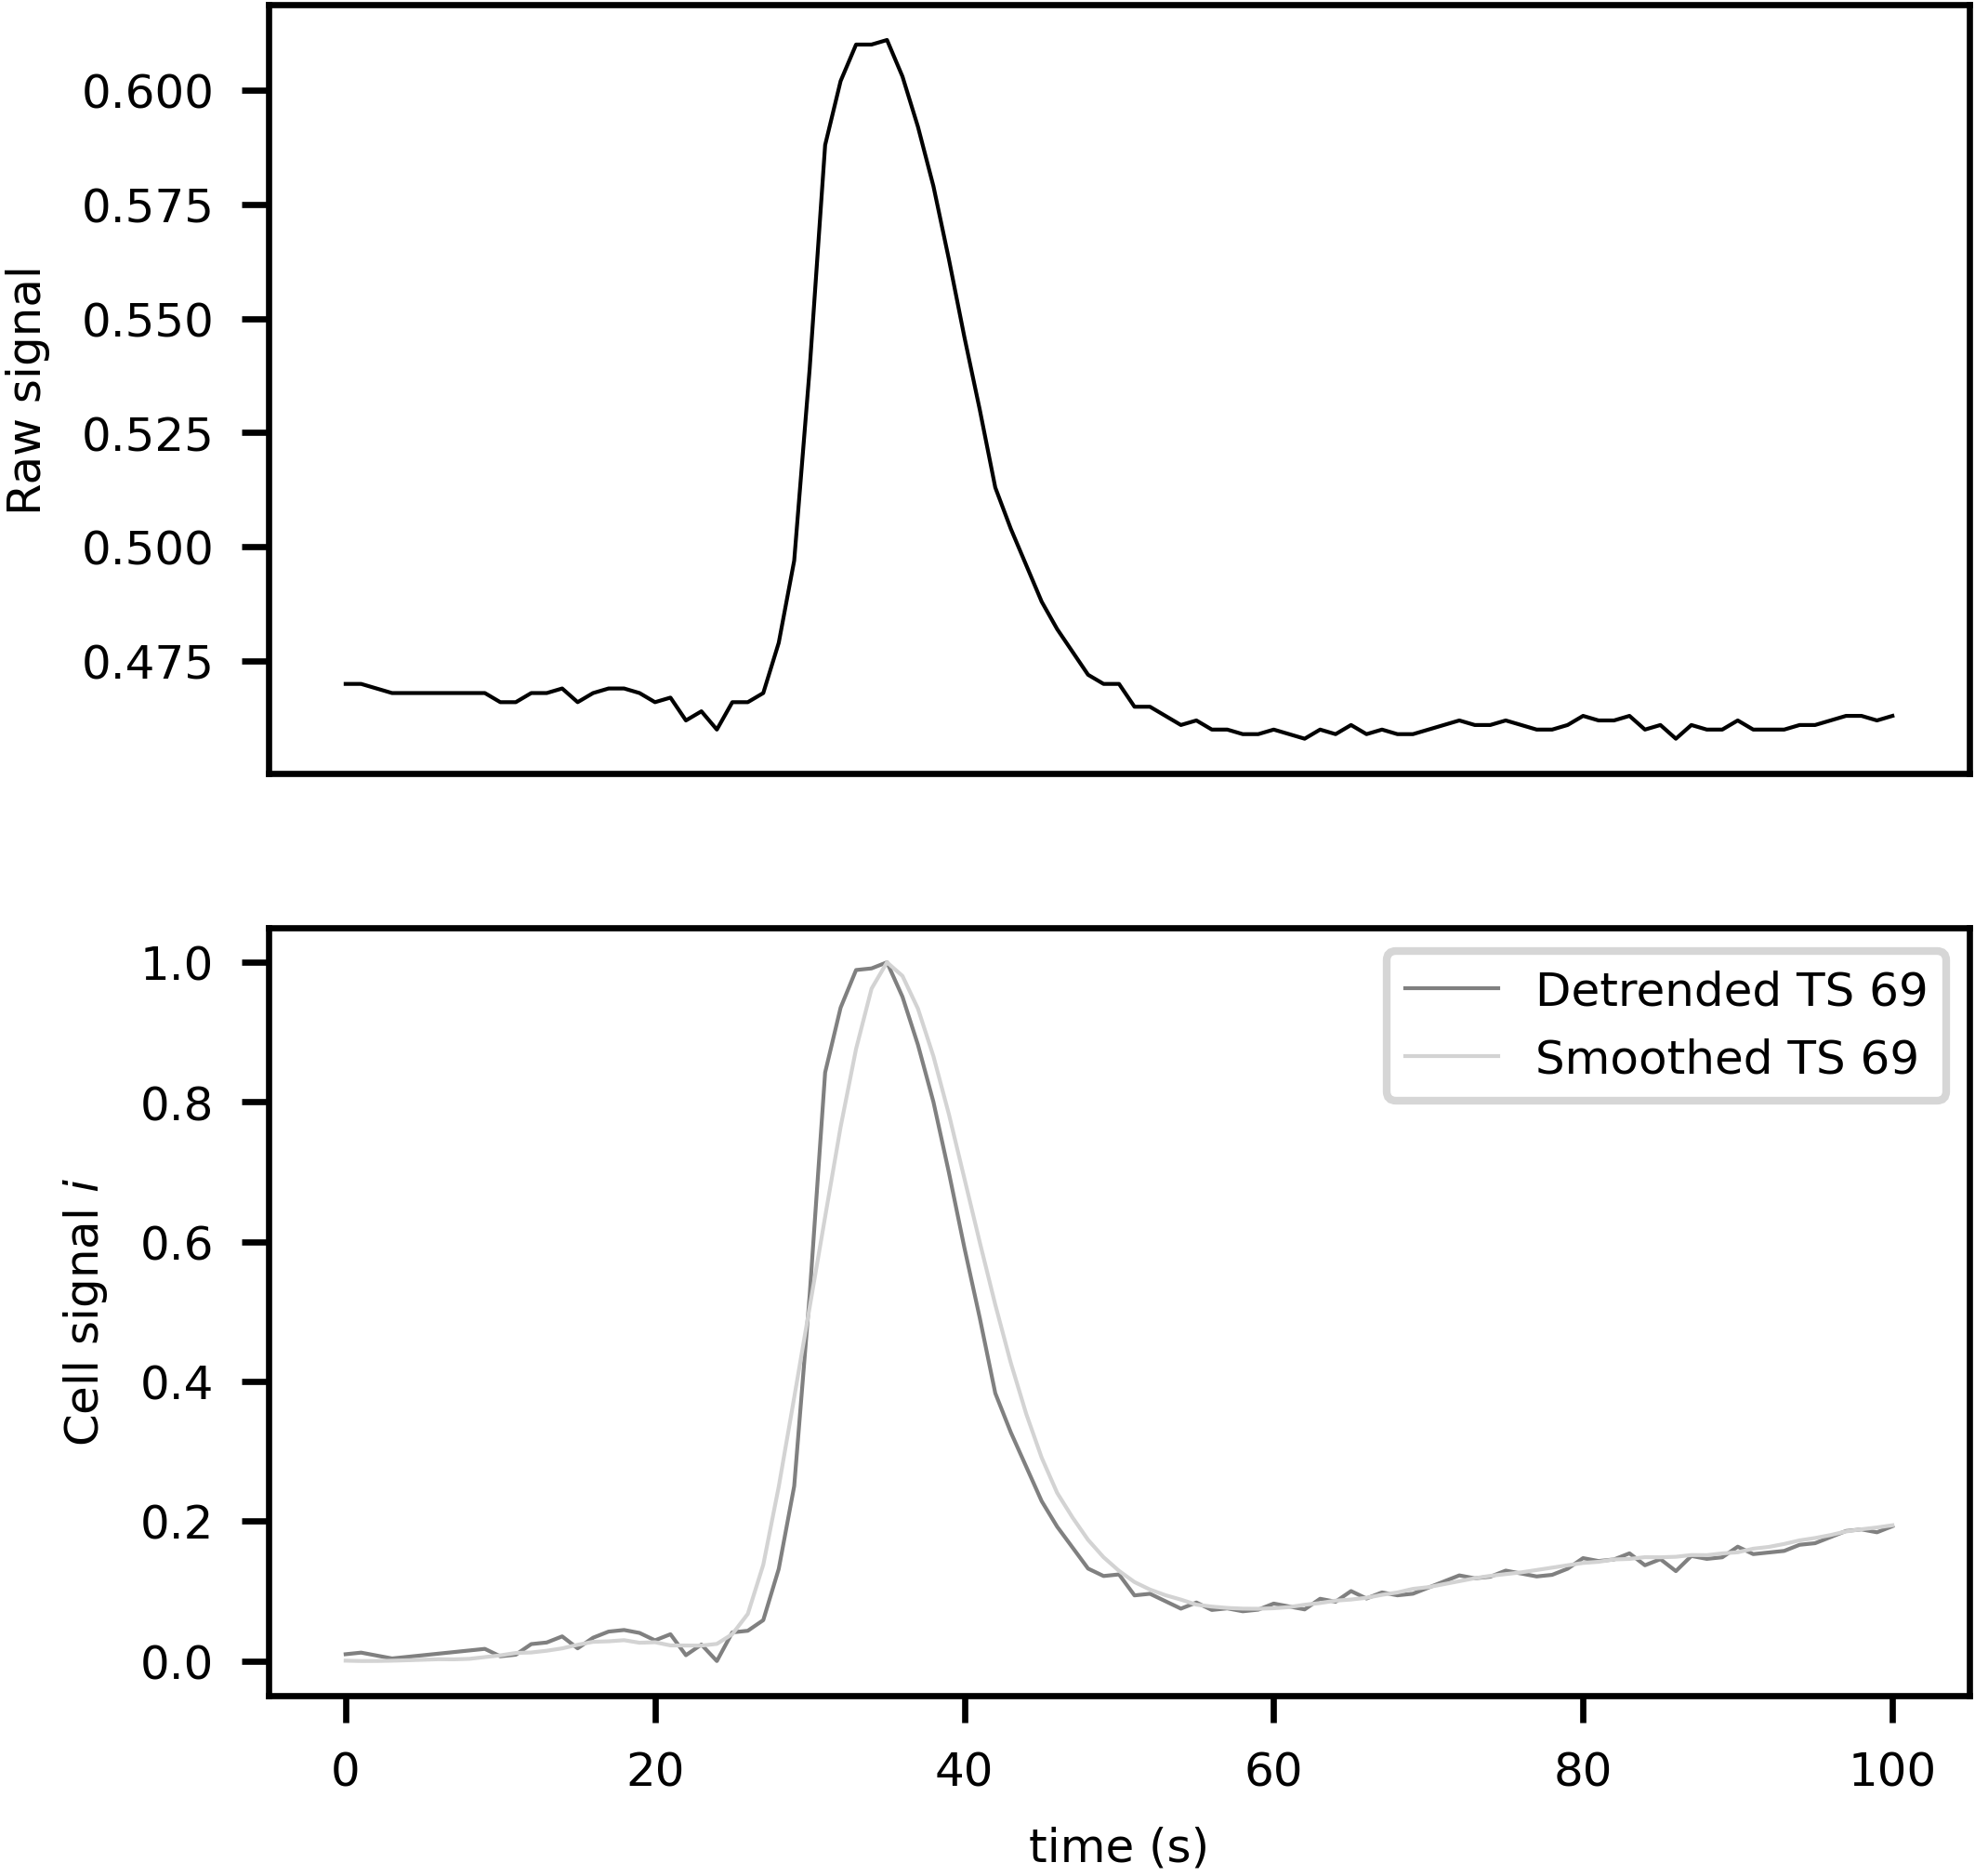 Raw signal
0.600
0.575
0.550
0.525
0.500
0.475
Cell signal i
1.0
0.8
0.6
0.4
0.2
0.0
Detrended TS 69
Smoothed TS 69
0 20 40 60 80 100
time (s)